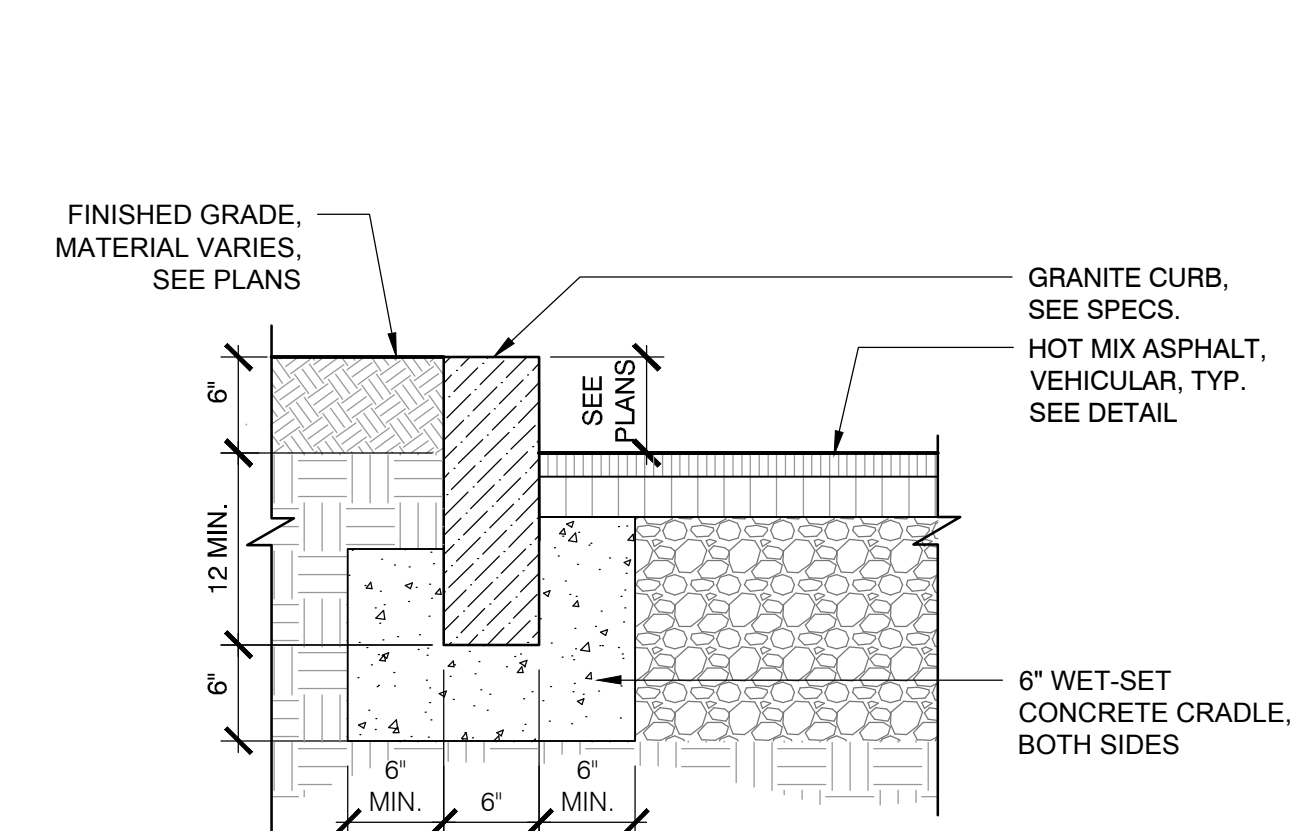 FINISHED GRADE,
MATERIAL VARIES,
SEE PLANS
GRANITE CURB,
SEE SPECS.
HOT MIX ASPHALT,
VEHICULAR, TYP.
SEE DETAIL
SEE
PLANS
6"
12 MIN.
6"
6" WET-SET
CONCRETE CRADLE,
BOTH SIDES
6"
MIN.
6"
6"
MIN.